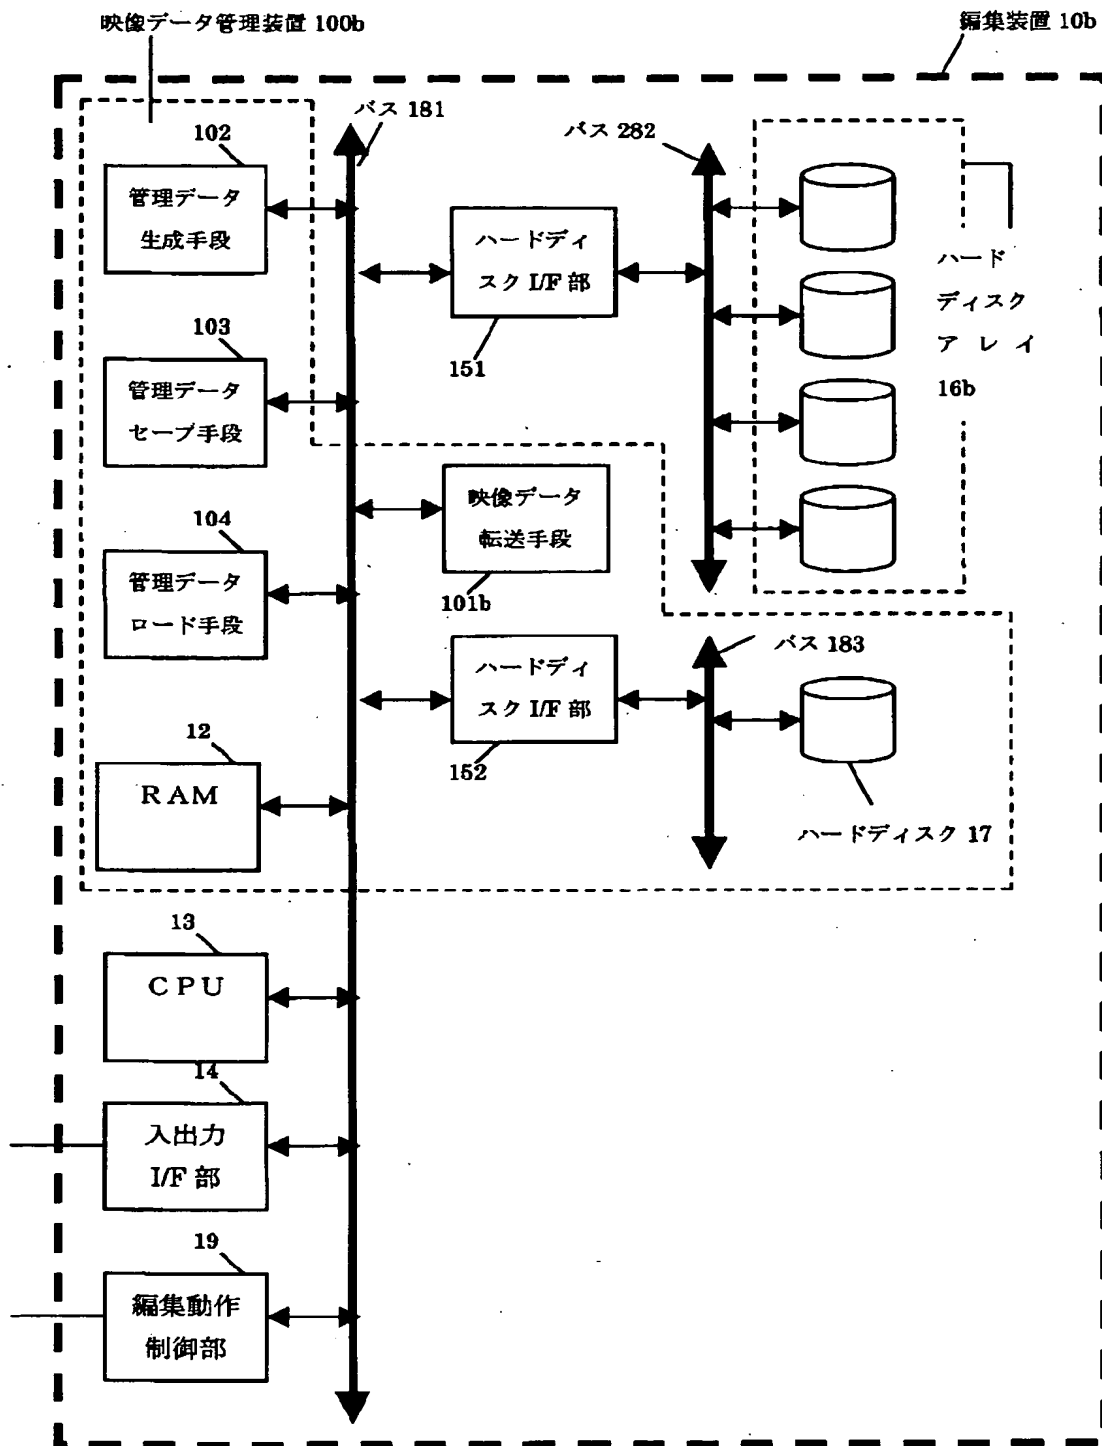 映像データ管理装置 100b
編集装置 10b
バス 181
バス 282
102
管理データ
生成手段
ハードディ
スク I/F 部
151
ハード
ディスク
アレイ
16b
103
管理データ
セーブ手段
映像データ
転送手段
101b
104
管理データ
ロード手段
バス 183
ハードディ
スク I/F 部
152
ハードディスク 17
12
RAM
13
CPU
14
入出力
I/F 部
19
編集動作
制御部